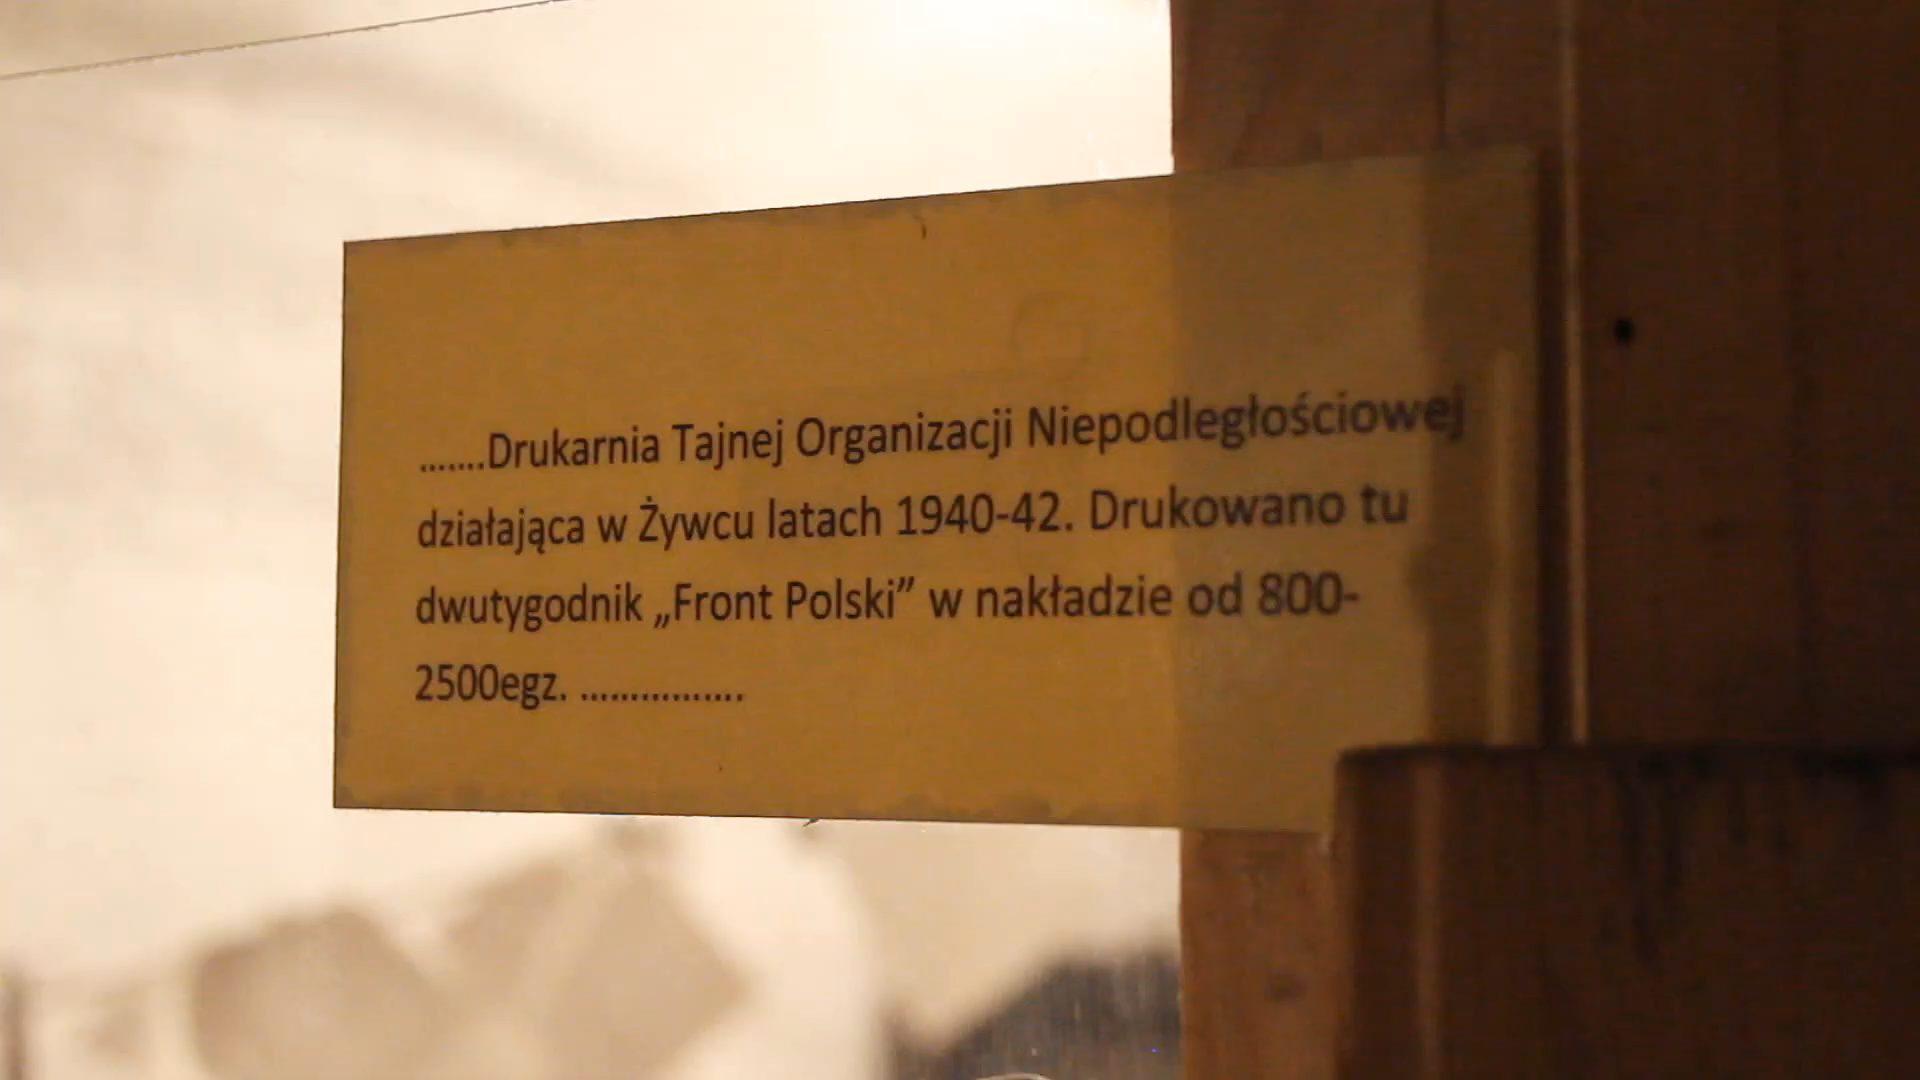 .......Drukarnia Tajnej Organizacji Niepodległościowej
działająca w Żywcu latach 1940-42. Drukowano tu
dwutygodnik „Front Polski” w nakładzie od 800-
2500egz. ................